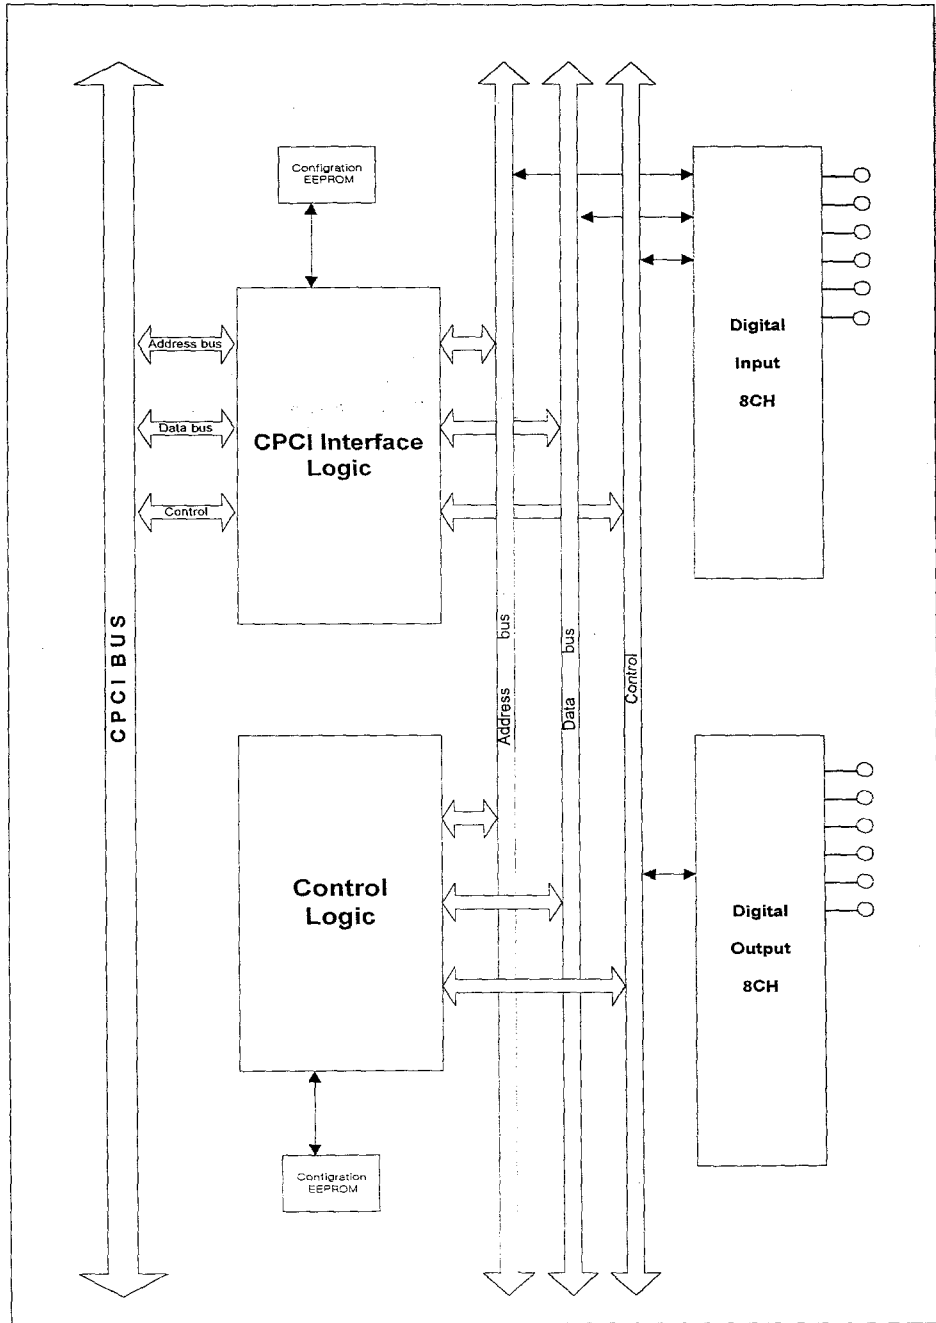 Configration
EEPROM
Address bus
Data bus
Control
CPCI Interface
Logic
Digital
Input
8CH
CPCI BUS
Address bus
Data bus
Control
Control
Logic
Digital
Output
8CH
Configration
EEPROM